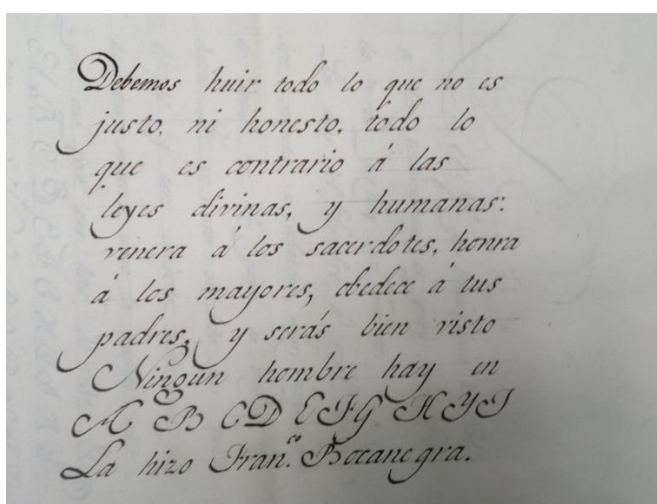 Debemos huir todo lo que no es
justo, ni honesto, todo lo
que es contrario á las
leyes divinas, y humanas:
venera á los sacerdotes, honra
á los mayores, obedece á tus
padres, y serás bien visto
Ningun hombre hay en
A B C D E F G H Y J
La hizo Fran.co Bocanegra.